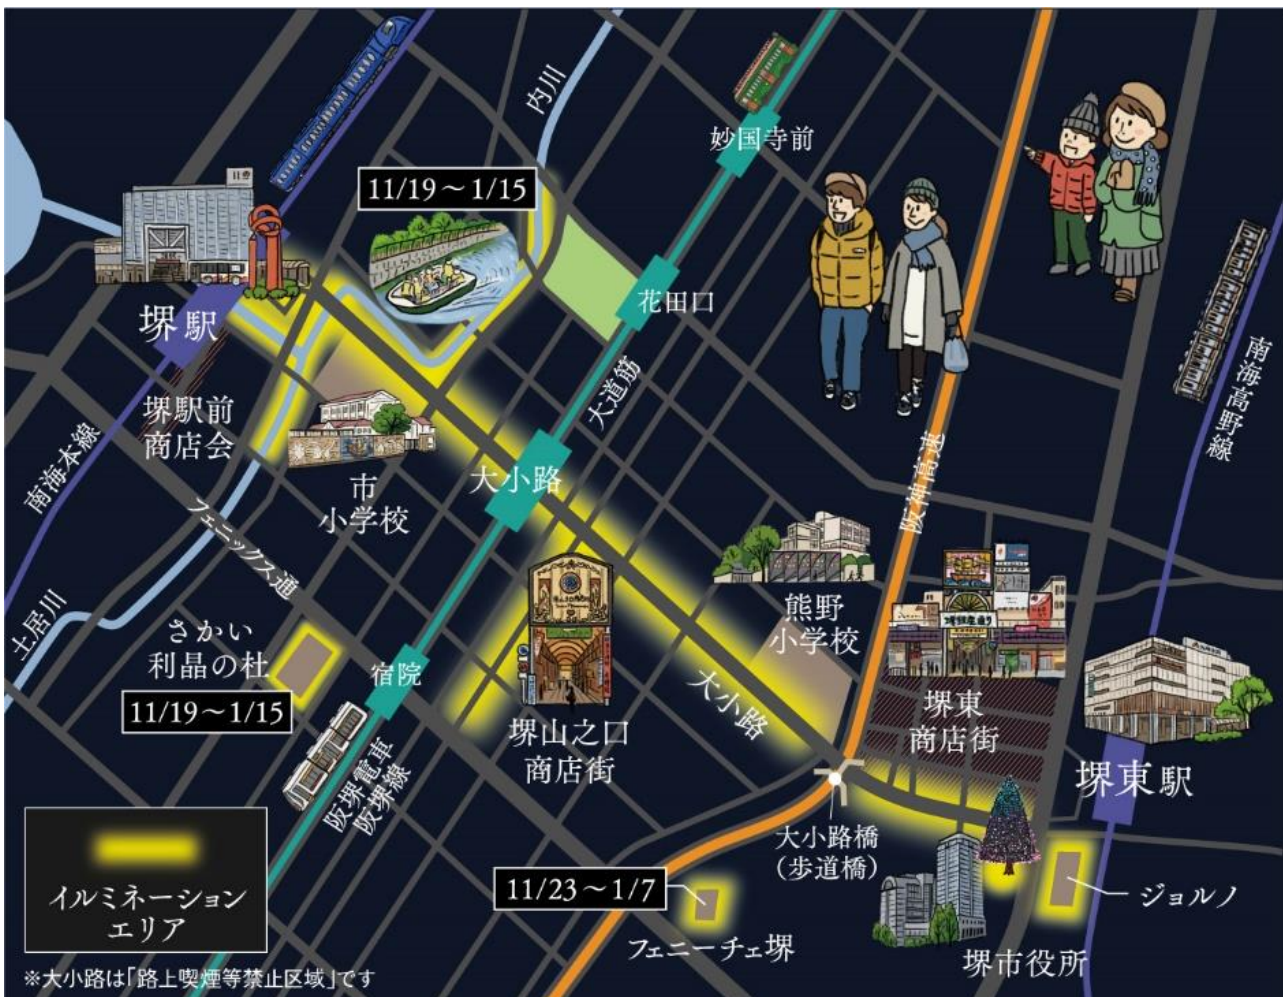 内川
妙国寺前
11/19～1/15
花田口
堺駅
大道筋
南海高野線
堺駅前
商店会
南海本線
市
小学校
大小路
阪神高速
フェニックス通
土居川
さかい
利晶の杜
11/19～1/15
宿院
熊野
小学校
大小路
堺山之口
商店街
堺東
商店街
堺東駅
阪堺電車
阪堺線
イルミネーション
エリア
大小路橋
(歩道橋)
11/23～1/7
フェニーチェ堺
ジョルノ
堺市役所
※大小路は「路上喫煙等禁止区域」です